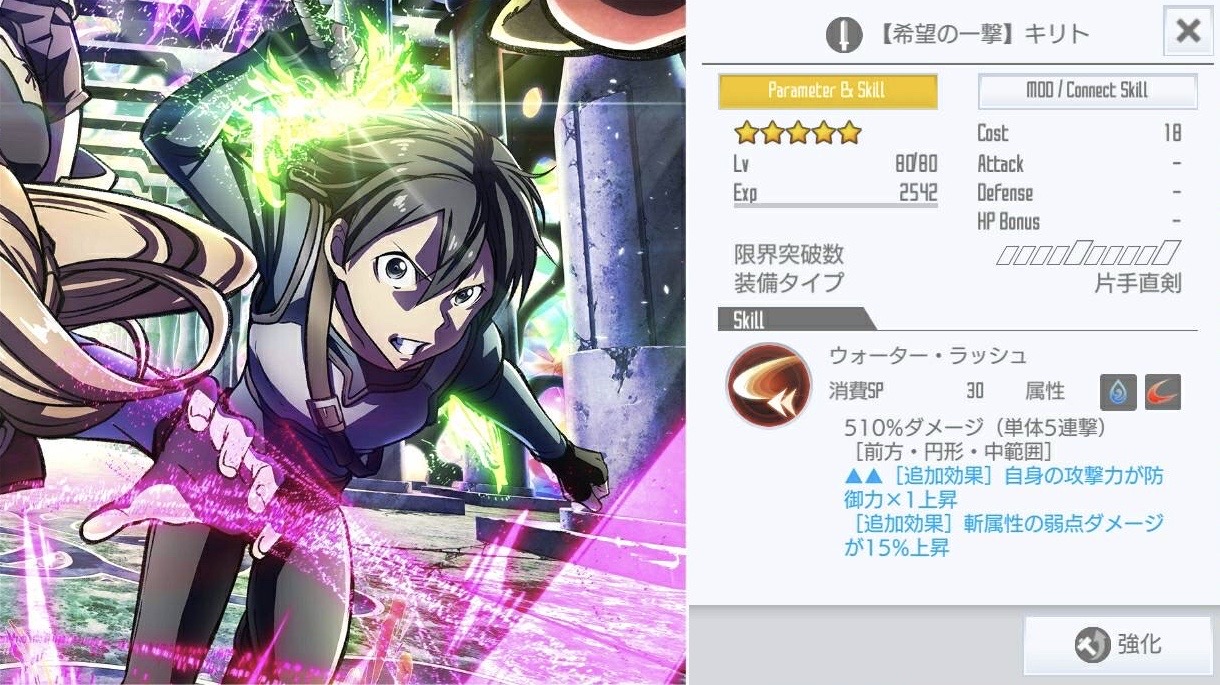 【希望の一撃】キリト
Parameter & Skill
MOD / Connect Skill
Cost 18
Lv 80/80
Attack -
Exp 2542
Defense -
HP Bonus -
限界突破数
装備タイプ 片手直剣
Skill
ウォーター・ラッシュ
消費SP 30 属性
510%ダメージ（単体5連撃）
［前方・円形・中範囲］
▲▲［追加効果］自身の攻撃力が防
御力×1上昇
［追加効果］斬属性の弱点ダメージ
が15%上昇
強化